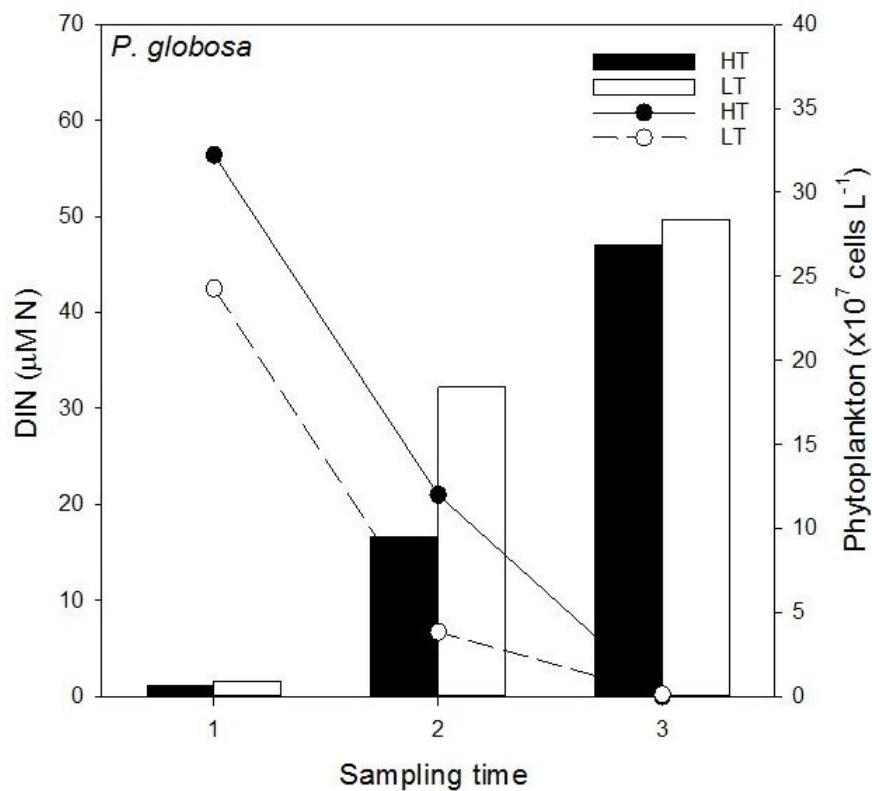 P. globosa
HT
LT
HT
LT
70
60
50
40
30
20
10
0
DIN (μM N)
40
35
30
25
20
15
10
5
0
Phytoplankton (x10⁷ cells L⁻¹)
1 2 3
Sampling time